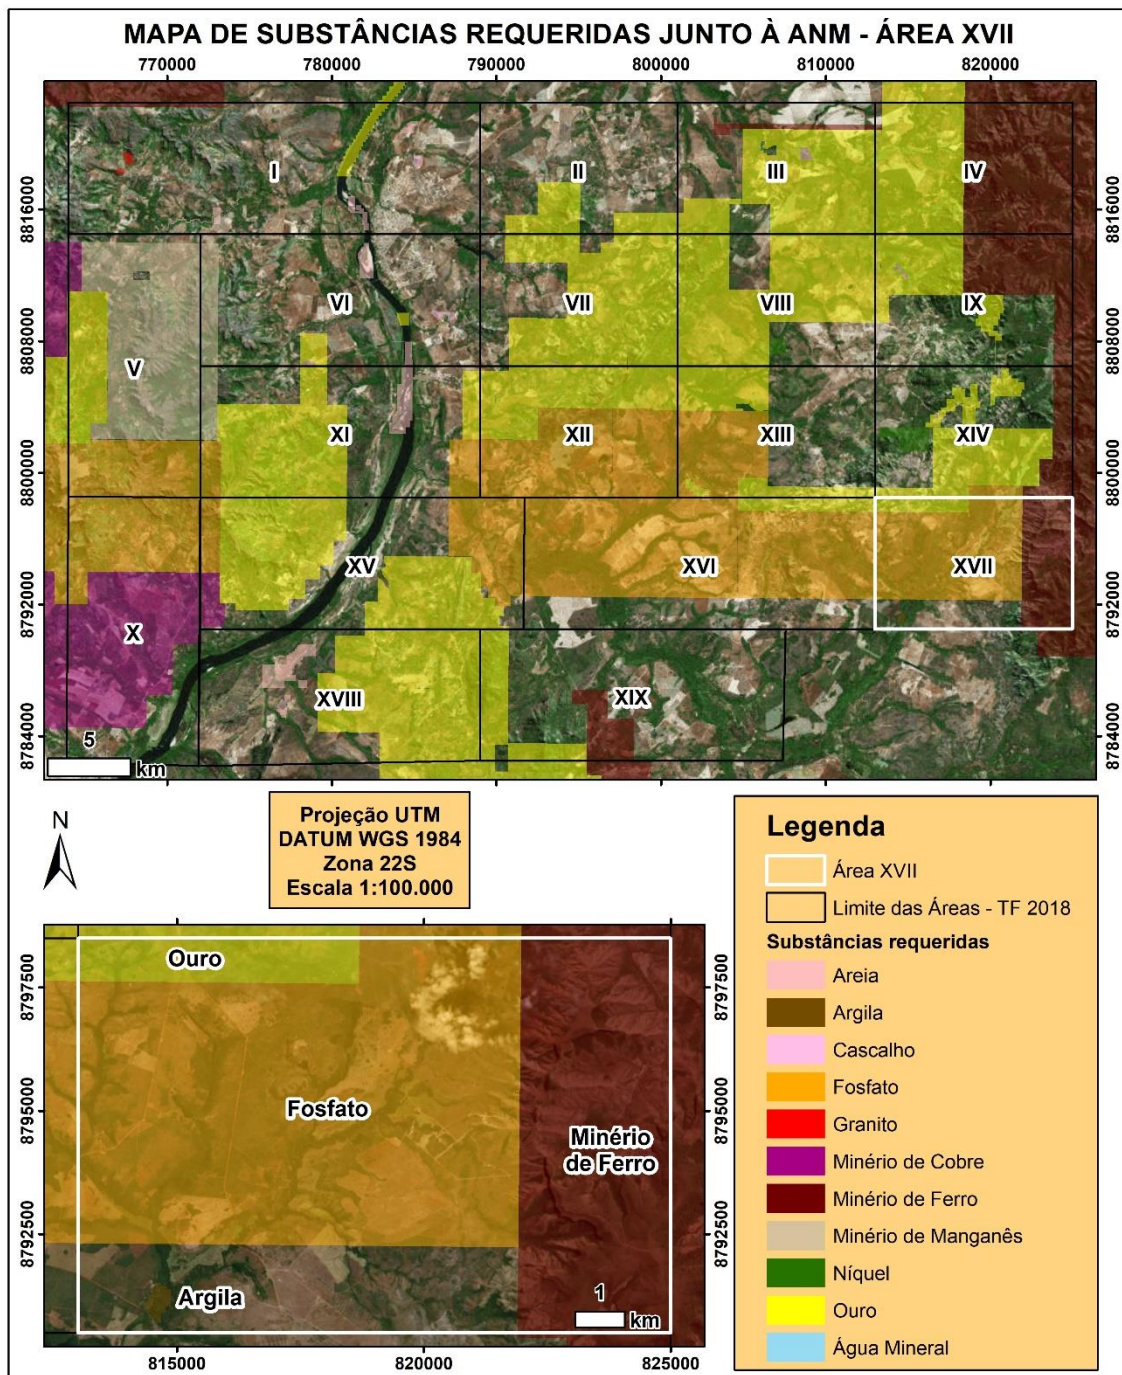 MAPA DE SUBSTÂNCIAS REQUERIDAS JUNTO À ANM - ÁREA XVII
770000 780000 790000 800000 810000 820000
I II III IV
8816000 8816000
VI VII VIII IX
8808000 8808000
V
XI XII XIII XIV
8800000 8800000
XV XVI XVII
8792000 8792000
X
XVIII XIX
8784000 8784000
5
km
N
Projeção UTM
DATUM WGS 1984
Zona 22S
Escala 1:100.000
Ouro
8797500 8797500
Fosfato
8795000 8795000
Minério
de Ferro
8792500 8792500
Argila
1
km
815000 820000 825000
Legenda
Área XVII
Limite das Áreas - TF 2018
Substâncias requeridas
Areia
Argila
Cascalho
Fosfato
Granito
Minério de Cobre
Minério de Ferro
Minério de Manganês
Níquel
Ouro
Água Mineral